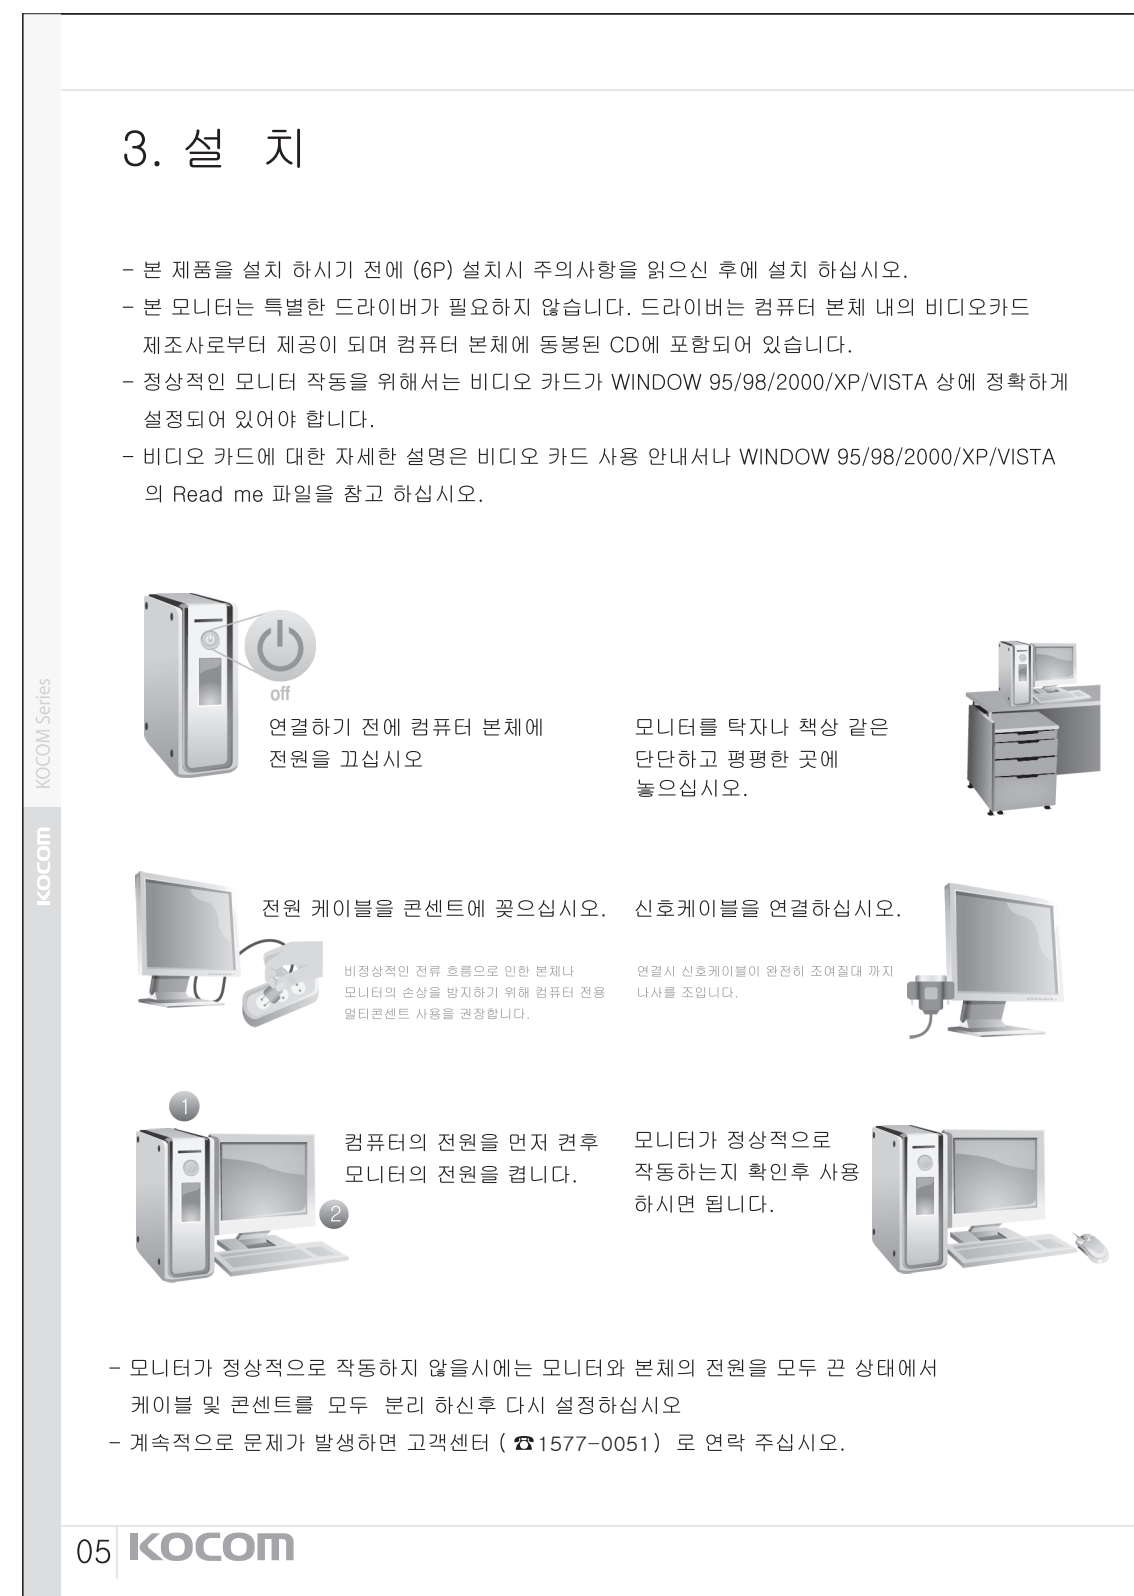 3. 설 치
- 본 제품을 설치 하시기 전에 (6P) 설치시 주의사항을 읽으신 후에 설치 하십시오.
- 본 모니터는 특별한 드라이버가 필요하지 않습니다. 드라이버는 컴퓨터 본체 내의 비디오카드
제조사로부터 제공이 되며 컴퓨터 본체에 동봉된 CD에 포함되어 있습니다.
- 정상적인 모니터 작동을 위해서는 비디오 카드가 WINDOW 95/98/2000/XP/VISTA 상에 정확하게
설정되어 있어야 합니다.
- 비디오 카드에 대한 자세한 설명은 비디오 카드 사용 안내서나 WINDOW 95/98/2000/XP/VISTA
의 Read me 파일을 참고 하십시오.
off
연결하기 전에 컴퓨터 본체에
전원을 끄십시오
모니터를 탁자나 책상 같은
단단하고 평평한 곳에
놓으십시오.
전원 케이블을 콘센트에 꽂으십시오.
비정상적인 전류 흐름으로 인한 본체나
모니터의 손상을 방지하기 위해 컴퓨터 전용
멀티콘센트 사용을 권장합니다.
신호케이블을 연결하십시오.
연결시 신호케이블이 완전히 조여질대 까지
나사를 조입니다.
1
2
컴퓨터의 전원을 먼저 켠후
모니터의 전원을 켭니다.
모니터가 정상적으로
작동하는지 확인후 사용
하시면 됩니다.
- 모니터가 정상적으로 작동하지 않을시에는 모니터와 본체의 전원을 모두 끈 상태에서
케이블 및 콘센트를 모두 분리 하신후 다시 설정하십시오
- 계속적으로 문제가 발생하면 고객센터 ( ☎1577-0051) 로 연락 주십시오.
KOCOM Series
KOCOM
05 KOCOM